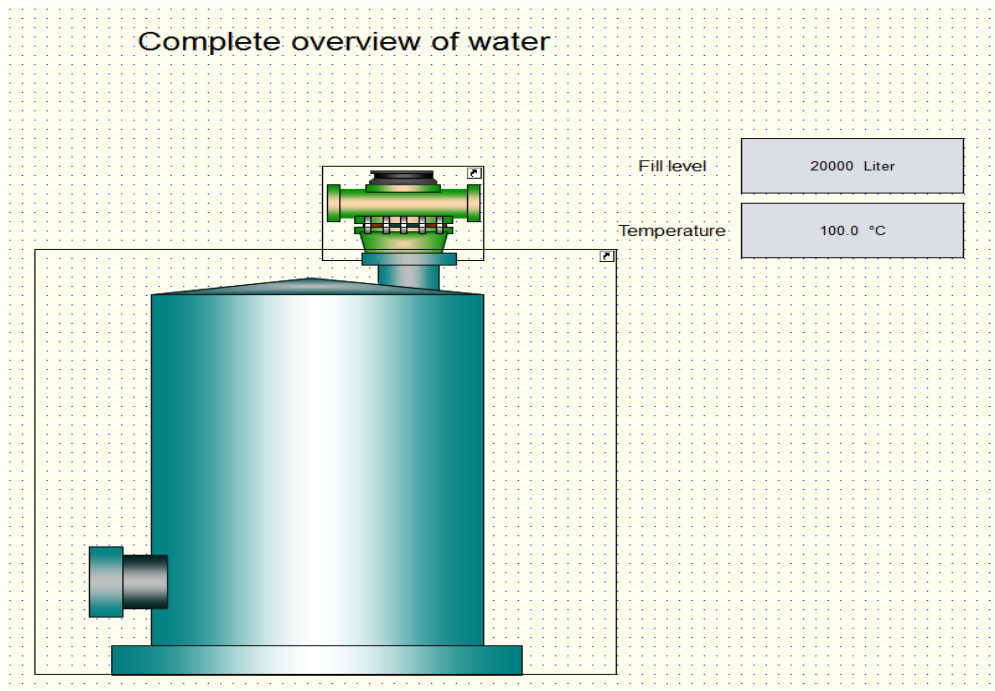 Complete overview of water
Fill level
20000 Liter
Temperature
100.0 °C